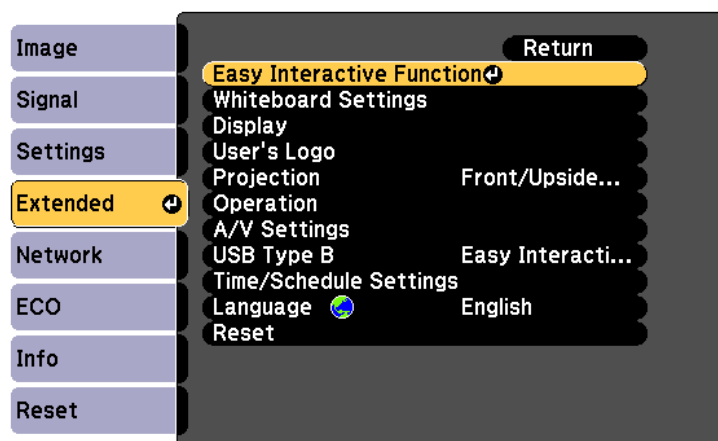 Image
Signal
Settings
Extended
Network
ECO
Info
Reset
Return
Easy Interactive Function
Whiteboard Settings
Display
User's Logo
Projection Front/Upside...
Operation
A/V Settings
USB Type B Easy Interacti...
Time/Schedule Settings
Language English
Reset